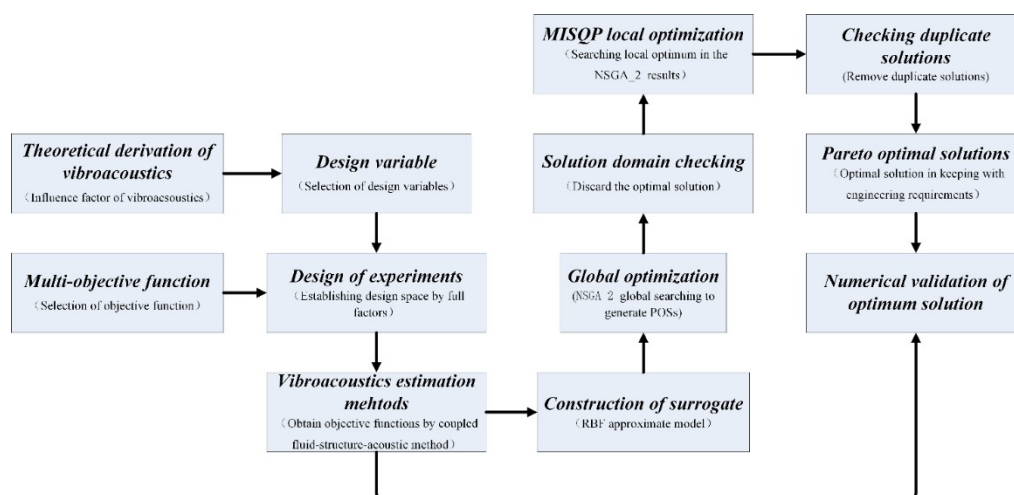 Theoretical derivation of
vibroacoustics
(Influence factor of vibroacsoustics)
Design variable
(Selection of design variables)
Multi-objective function
(Selection of objective function)
Design of experiments
(Establishing design space by full
factors)
Vibroacoustics estimation
mehtods
(Obtain objective functions by coupled
fluid-structure-acoustic method)
Construction of surrogate
(RBF approximate model)
Global optimization
(NSGA_2 global searching to
generate POSs)
Solution domain checking
(Discard the optimal solution)
MISQP local optimization
(Searching local optimum in the
NSGA_2 results)
Checking duplicate
solutions
(Remove duplicate solutions)
Pareto optimal solutions
(Optimal solution in keeping with
engineering requirements)
Numerical validation of
optimum solution